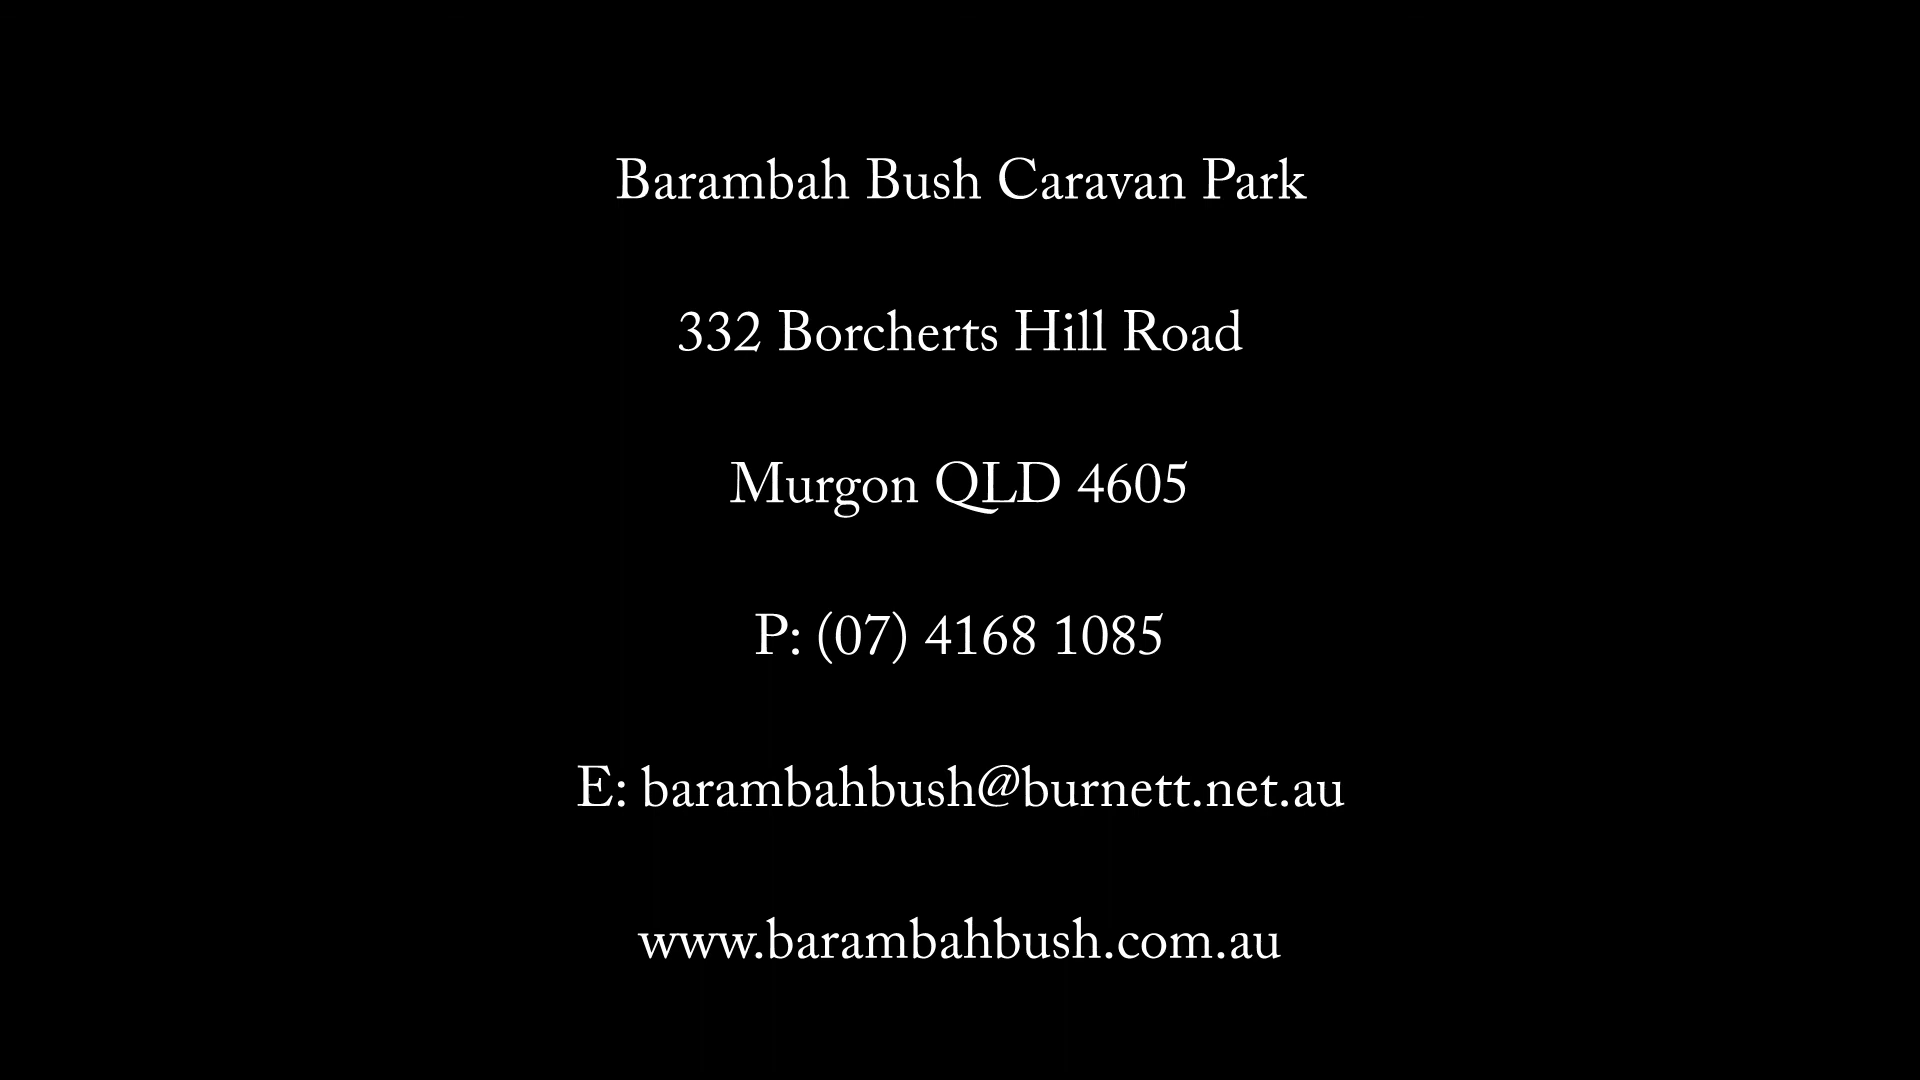 Barambah Bush Caravan Park
332 Borcherts Hill Road
Murgon QLD 4605
P: (07) 4168 1085
E: barambahbush@burnett.net.au
www.barambahbush.com.au